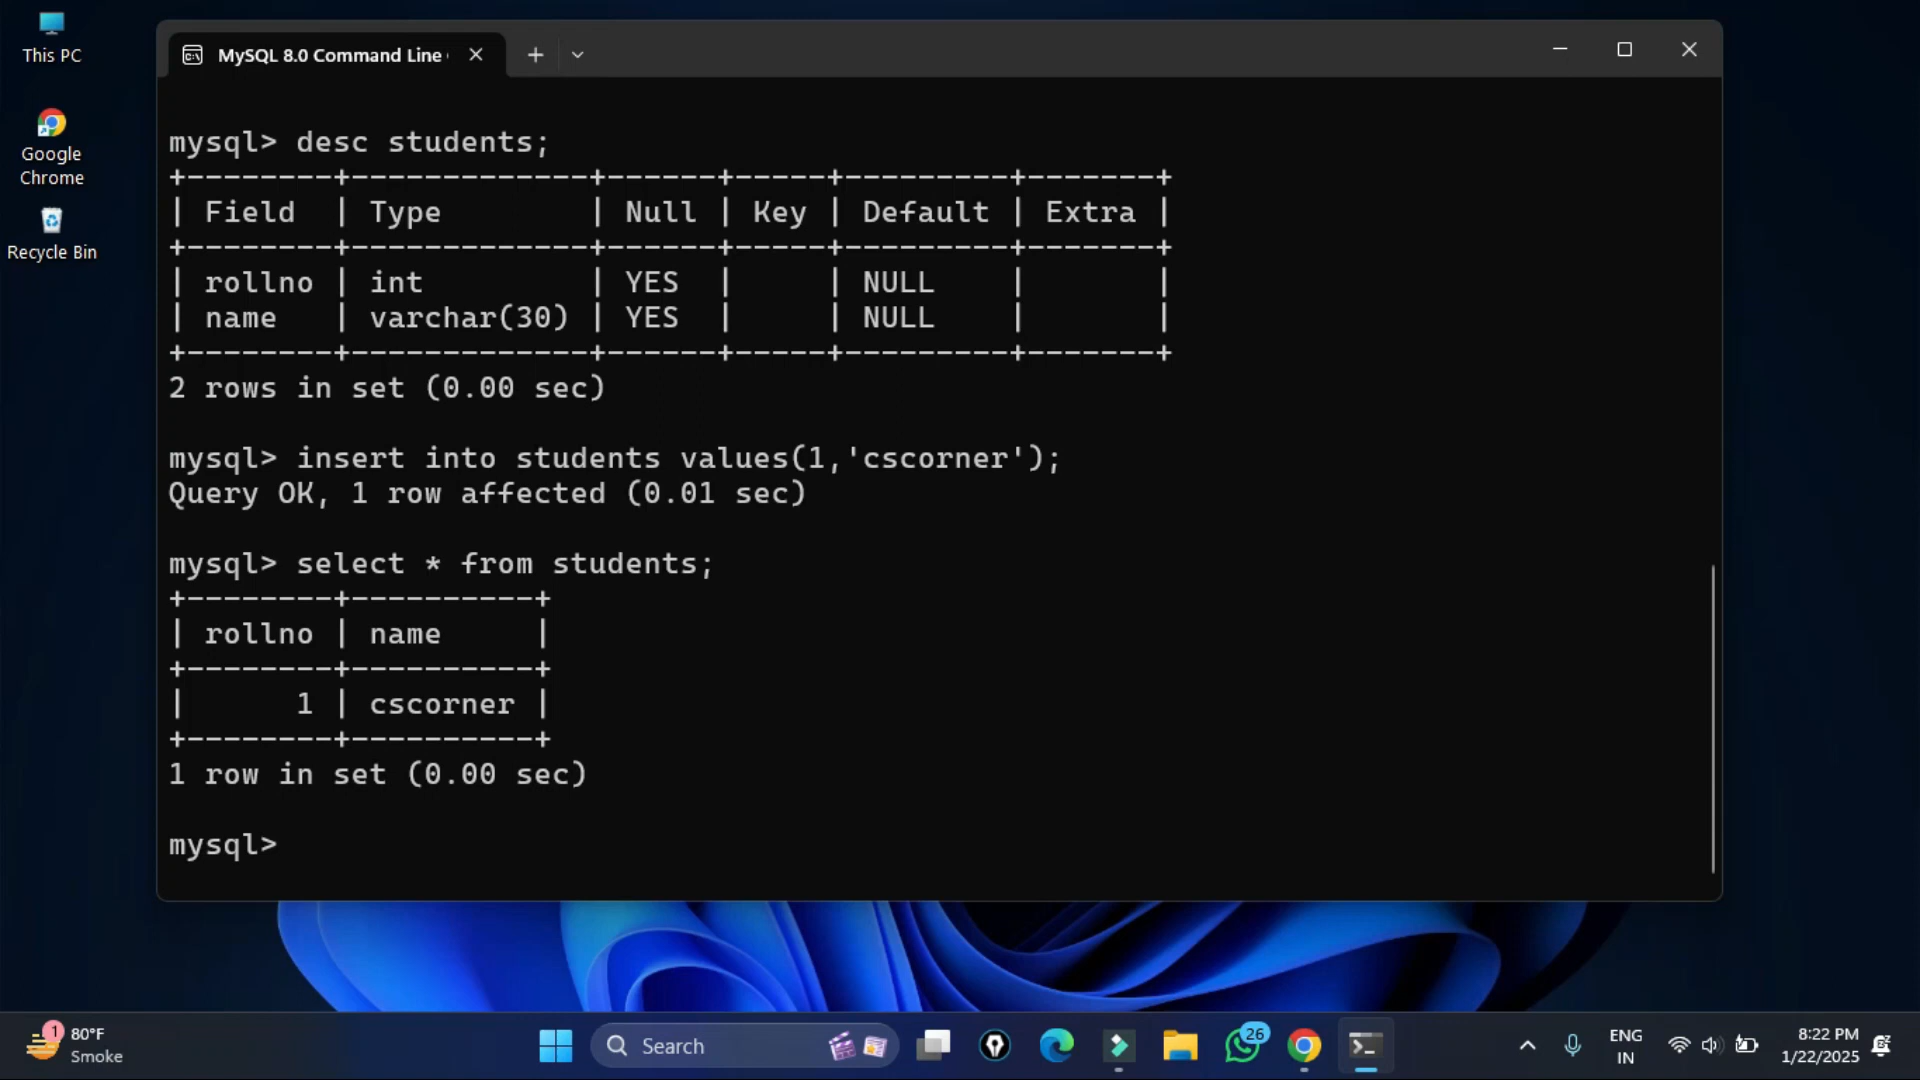 This PC
Google
Chrome
Recycle Bin
MySQL 8.0 Command Line
mysql> desc students;
+--------+-------------+------+-----+---------+-------+
| Field  | Type        | Null | Key | Default | Extra |
+--------+-------------+------+-----+---------+-------+
| rollno | int         | YES  |     | NULL    |       |
| name   | varchar(30) | YES  |     | NULL    |       |
+--------+-------------+------+-----+---------+-------+
2 rows in set (0.00 sec)
mysql> insert into students values(1,'cscorner');
Query OK, 1 row affected (0.01 sec)
mysql> select * from students;
+--------+----------+
| rollno | name     |
+--------+----------+
|      1 | cscorner |
+--------+----------+
1 row in set (0.00 sec)
mysql>
1
80°F
Smoke
Search
26
ENG
IN
8:22 PM
1/22/2025